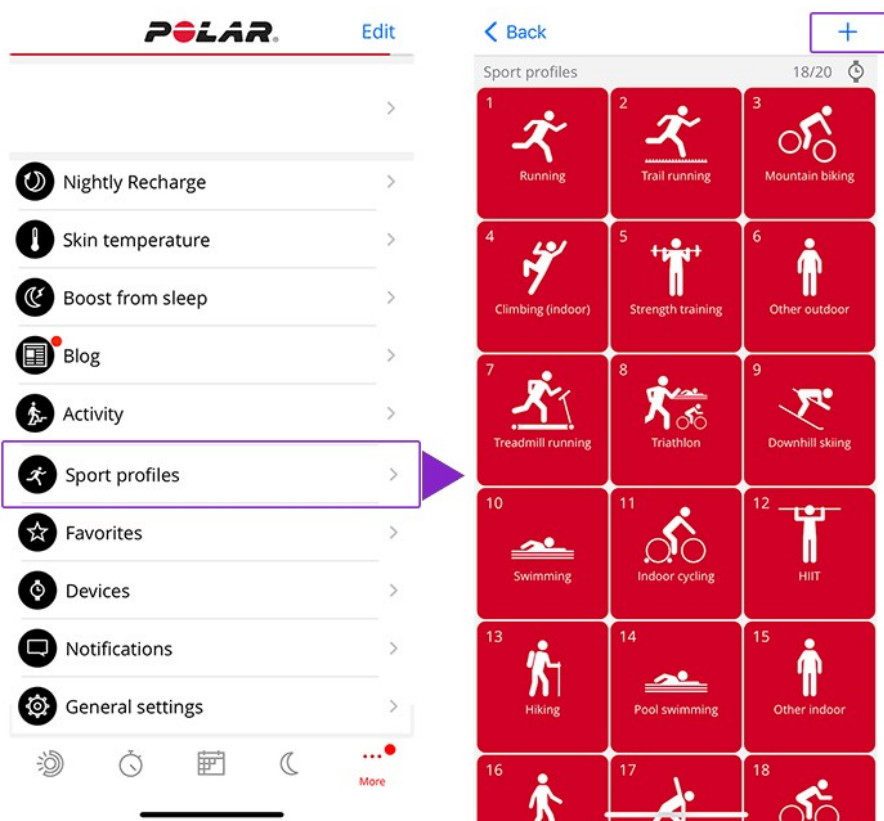 POLAR.
Edit
Nightly Recharge
Skin temperature
Boost from sleep
Blog
Activity
Sport profiles
Favorites
Devices
Notifications
General settings
More
Back
+
Sport profiles 18/20
1 2 3
Running Trail running Mountain biking
4 5 6
Climbing (indoor) Strength training Other outdoor
7 8 9
Treadmill running Triathlon Downhill skiing
10 11 12
Swimming Indoor cycling HIIT
13 14 15
Hiking Pool swimming Other indoor
16 17 18